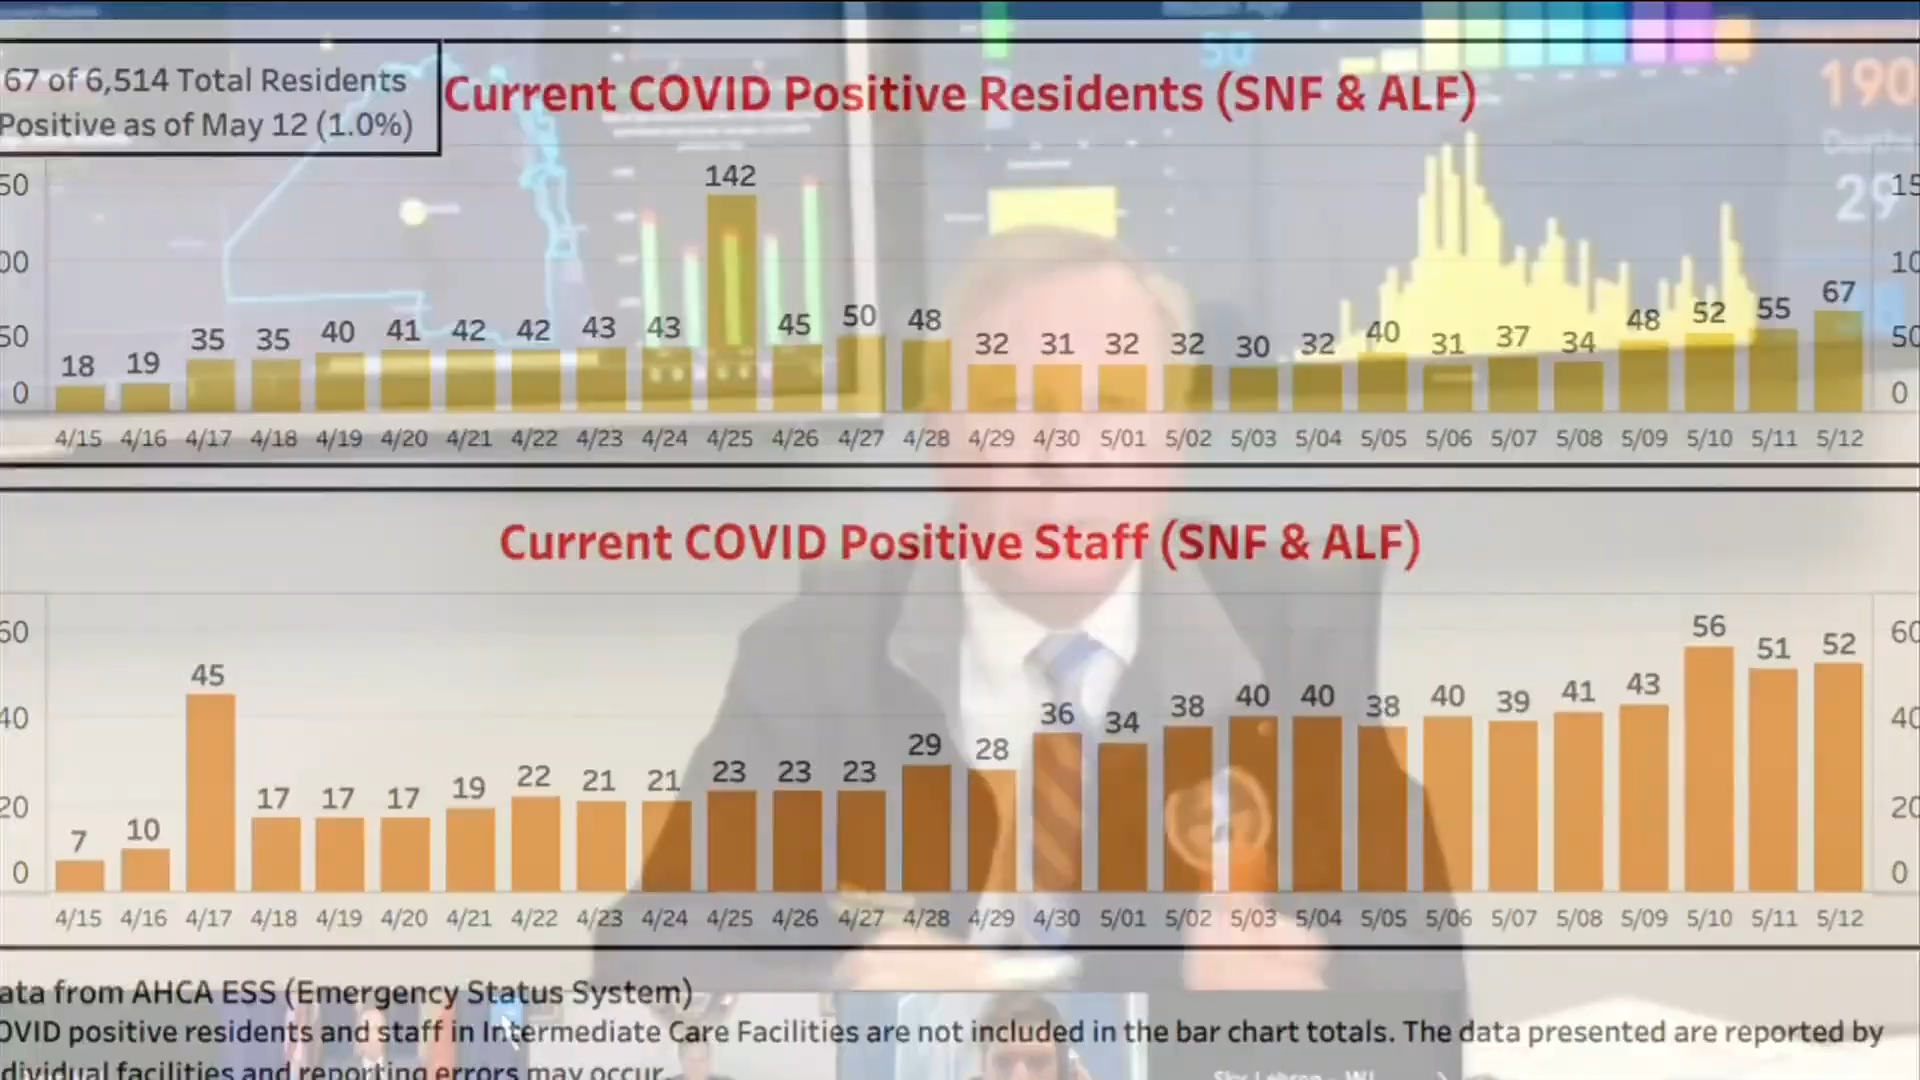 67 of 6,514 Total Residents
Positive as of May 12 (1.0%)
Current COVID Positive Residents (SNF & ALF)
50
190
29
142
50 15
00 10
50 50
0 0
18 19 35 35 40 41 42 42 43 43 45 50 48 32 31 32 32 30 32 40 31 37 34 48 52 55 67
4/15 4/16 4/17 4/18 4/19 4/20 4/21 4/22 4/23 4/24 4/25 4/26 4/27 4/28 4/29 4/30 5/01 5/02 5/03 5/04 5/05 5/06 5/07 5/08 5/09 5/10 5/11 5/12
Current COVID Positive Staff (SNF & ALF)
60 60
40 40
20 20
0 0
7 10 45 17 17 17 19 22 21 21 23 23 23 29 28 36 34 38 40 40 38 40 39 41 43 56 51 52
4/15 4/16 4/17 4/18 4/19 4/20 4/21 4/22 4/23 4/24 4/25 4/26 4/27 4/28 4/29 4/30 5/01 5/02 5/03 5/04 5/05 5/06 5/07 5/08 5/09 5/10 5/11 5/12
ata from AHCA ESS (Emergency Status System)
OVID positive residents and staff in Intermediate Care Facilities are not included in the bar chart totals. The data presented are reported by
dividual facilities and reporting errors may occur.